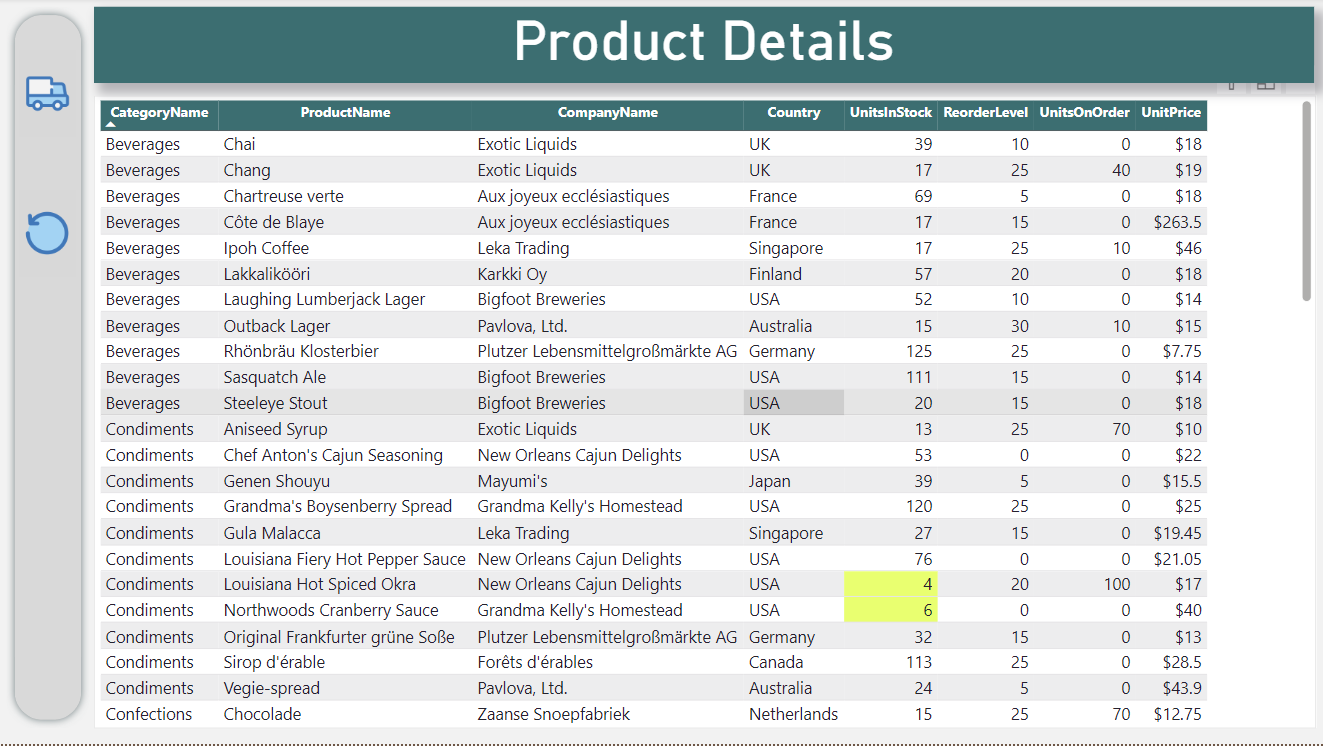 Product Details
CategoryName ProductName CompanyName Country UnitsInStock ReorderLevel UnitsOnOrder UnitPrice
Beverages Chai Exotic Liquids UK 39 10 0 $18
Beverages Chang Exotic Liquids UK 17 25 40 $19
Beverages Chartreuse verte Aux joyeux ecclésiastiques France 69 5 0 $18
Beverages Côte de Blaye Aux joyeux ecclésiastiques France 17 15 0 $263.5
Beverages Ipoh Coffee Leka Trading Singapore 17 25 10 $46
Beverages Lakkalikööri Karkki Oy Finland 57 20 0 $18
Beverages Laughing Lumberjack Lager Bigfoot Breweries USA 52 10 0 $14
Beverages Outback Lager Pavlova, Ltd. Australia 15 30 10 $15
Beverages Rhönbräu Klosterbier Plutzer Lebensmittelgroßmärkte AG Germany 125 25 0 $7.75
Beverages Sasquatch Ale Bigfoot Breweries USA 111 15 0 $14
Beverages Steeleye Stout Bigfoot Breweries USA 20 15 0 $18
Condiments Aniseed Syrup Exotic Liquids UK 13 25 70 $10
Condiments Chef Anton's Cajun Seasoning New Orleans Cajun Delights USA 53 0 0 $22
Condiments Genen Shouyu Mayumi's Japan 39 5 0 $15.5
Condiments Grandma's Boysenberry Spread Grandma Kelly's Homestead USA 120 25 0 $25
Condiments Gula Malacca Leka Trading Singapore 27 15 0 $19.45
Condiments Louisiana Fiery Hot Pepper Sauce New Orleans Cajun Delights USA 76 0 0 $21.05
Condiments Louisiana Hot Spiced Okra New Orleans Cajun Delights USA 4 20 100 $17
Condiments Northwoods Cranberry Sauce Grandma Kelly's Homestead USA 6 0 0 $40
Condiments Original Frankfurter grüne Soße Plutzer Lebensmittelgroßmärkte AG Germany 32 15 0 $13
Condiments Sirop d'érable Forêts d'érables Canada 113 25 0 $28.5
Condiments Vegie-spread Pavlova, Ltd. Australia 24 5 0 $43.9
Confections Chocolade Zaanse Snoepfabriek Netherlands 15 25 70 $12.75